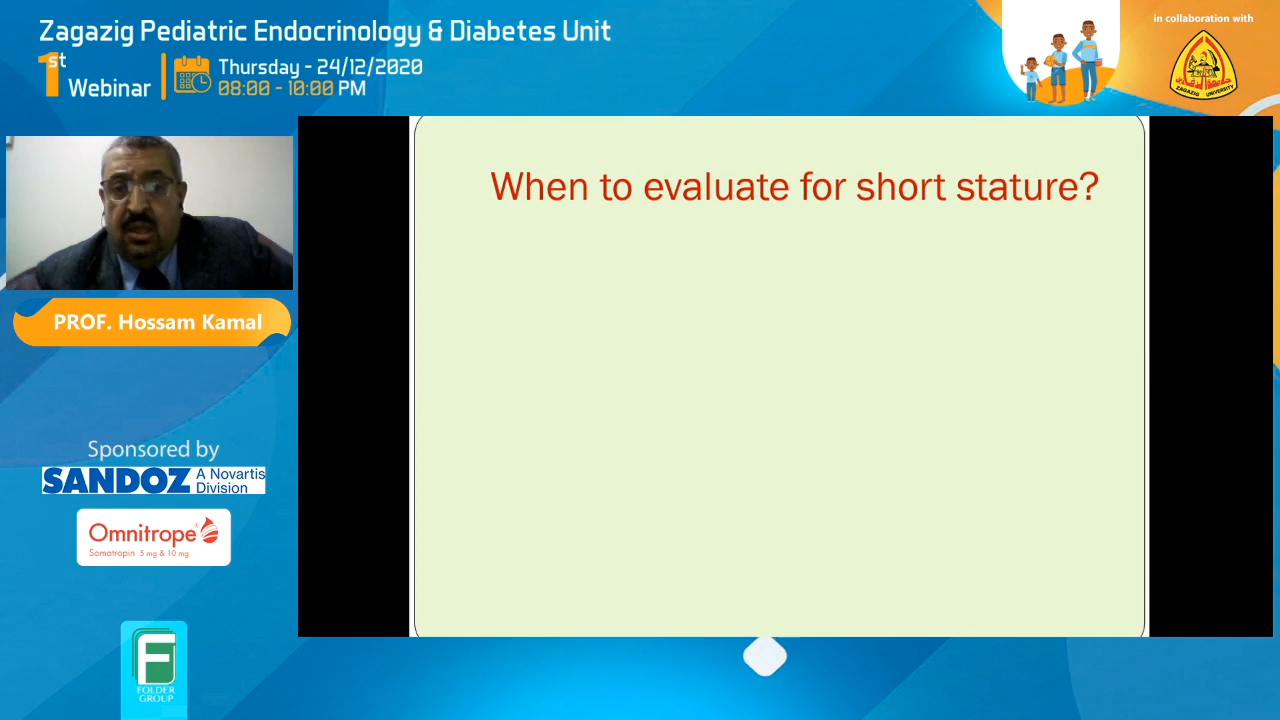 Zagazig Pediatric Endocrinology & Diabetes Unit
1st Webinar
Thursday - 24/12/2020
08:00 - 10:00 PM
in collaboration with
ZAGAZIG UNIVERSITY
When to evaluate for short stature?
PROF. Hossam Kamal
Sponsored by
SANDOZ A Novartis
Division
Omnitrope®
Somatropin 5 mg & 10 mg
F
FOLDER
GROUP